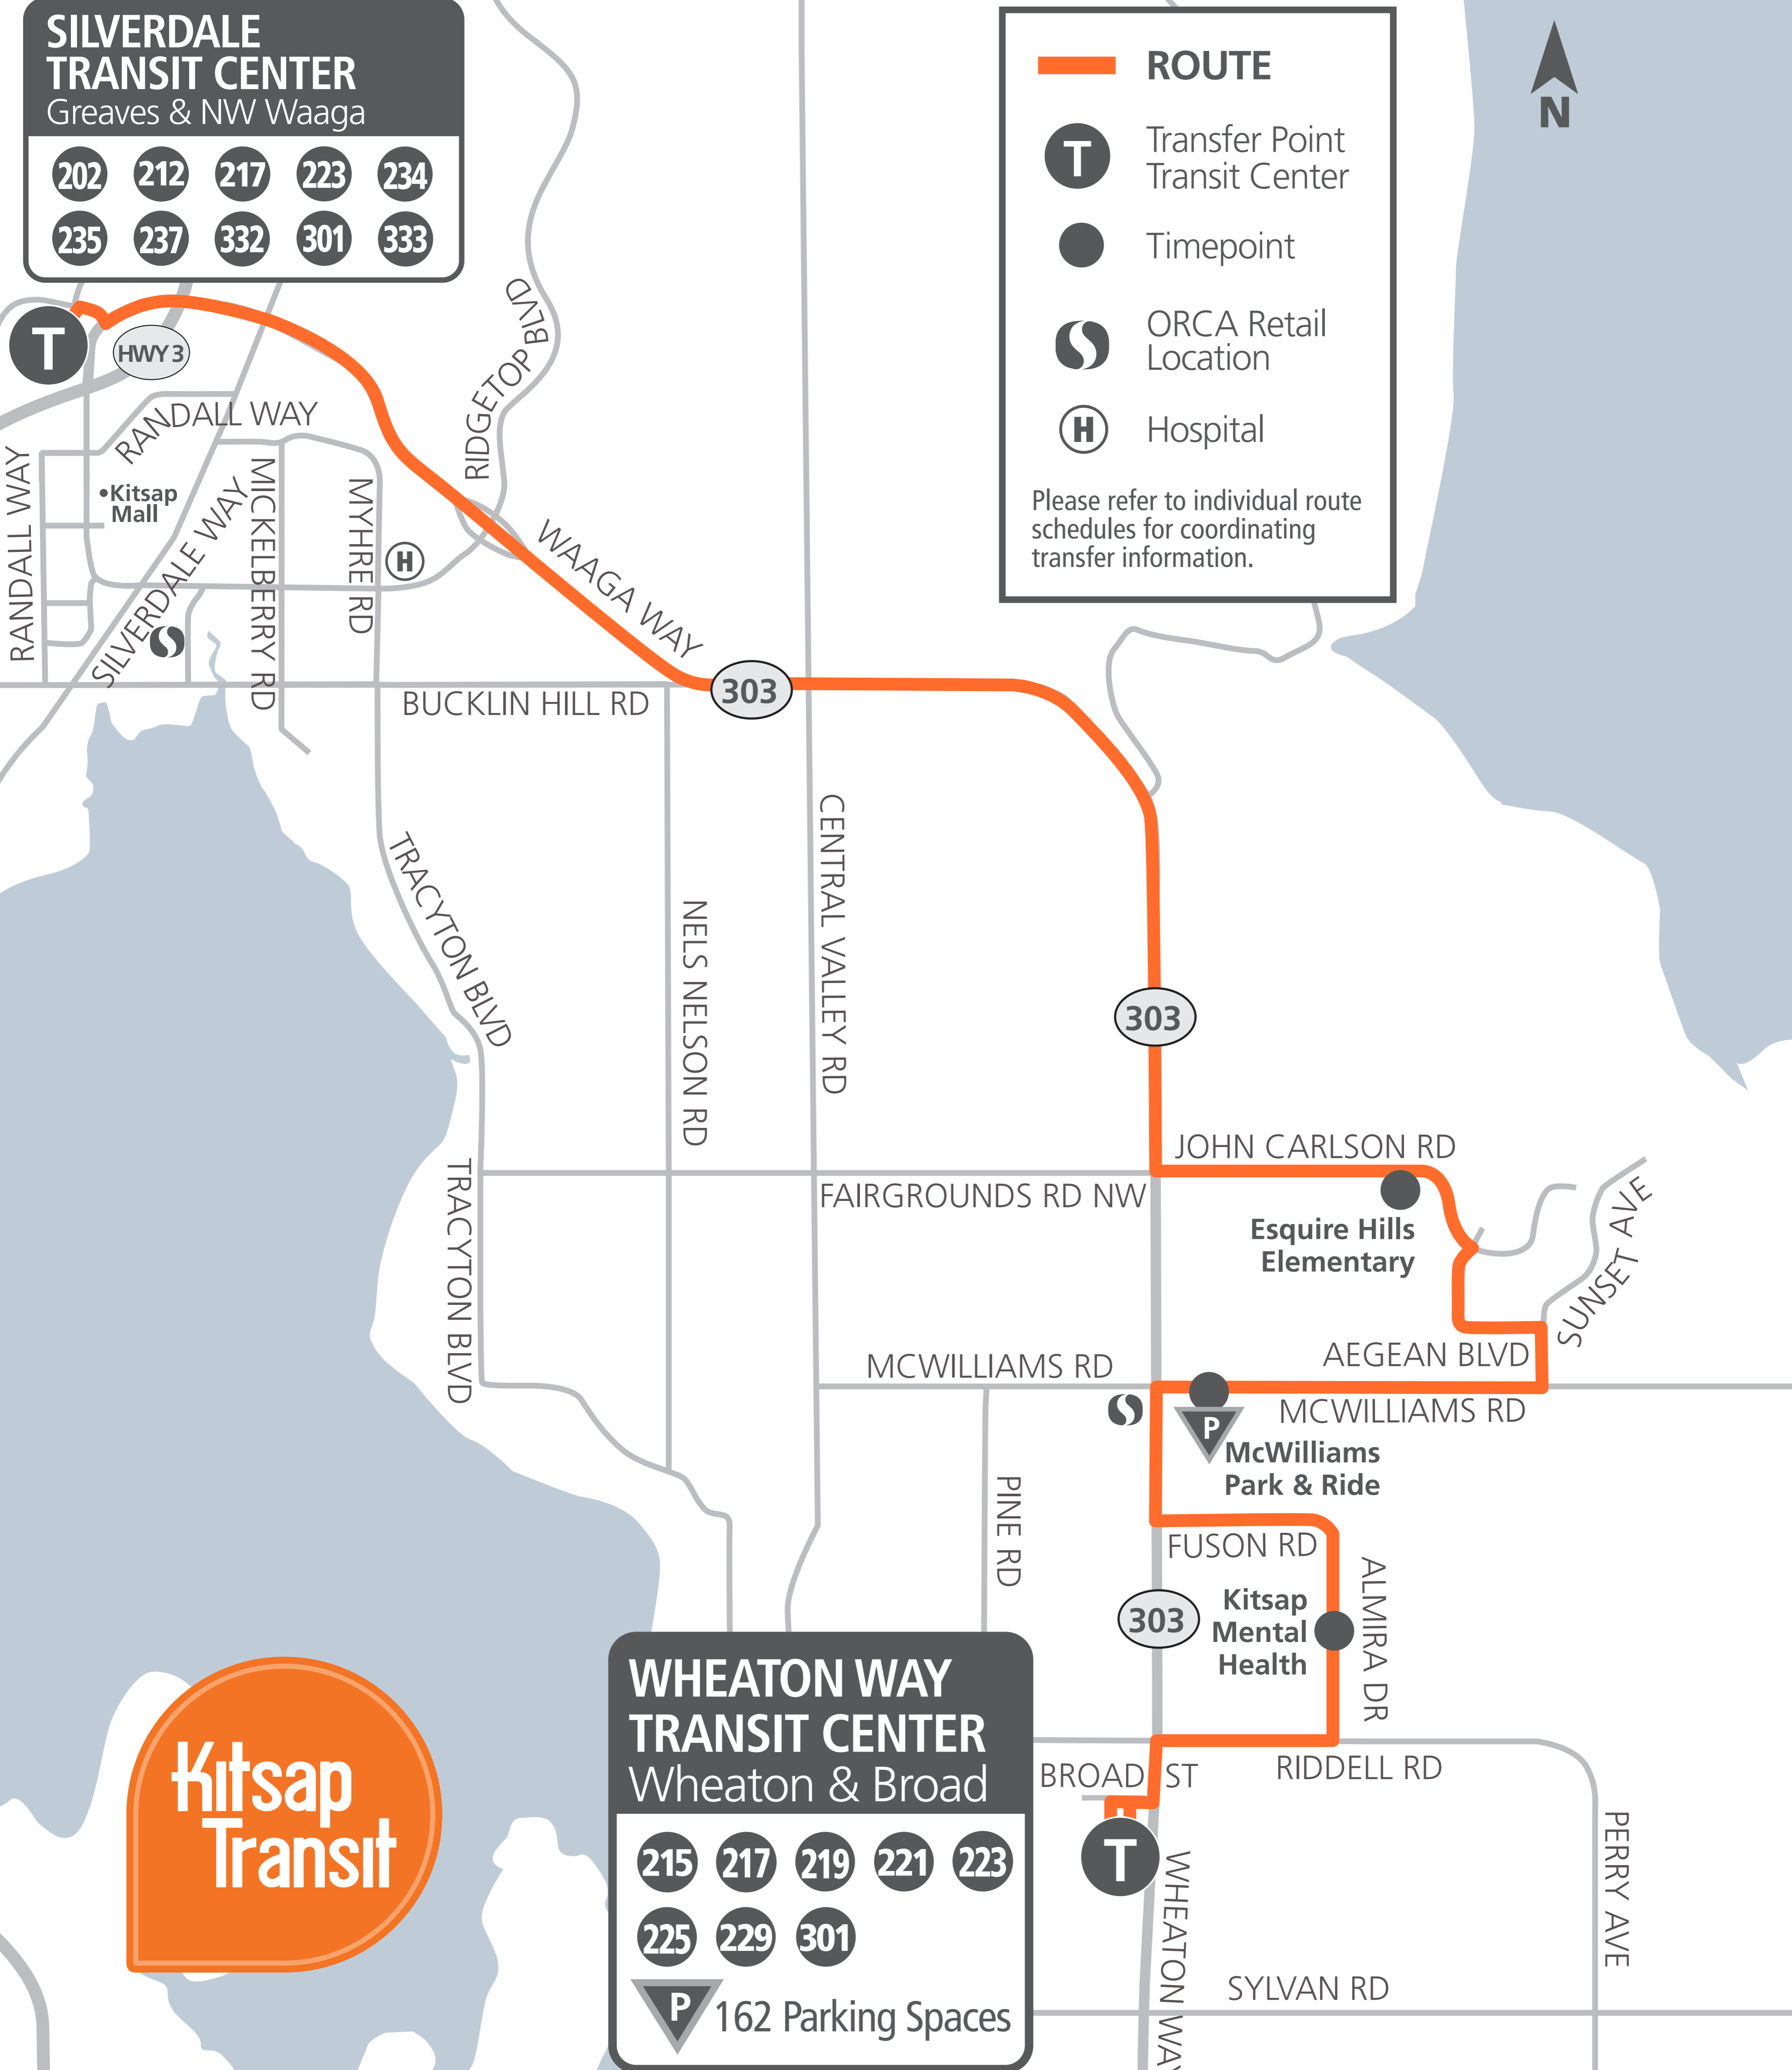 SILVERDALE
TRANSIT CENTER
Greaves & NW Waaga
202 212 217 223 234
235 237 332 301 333
ROUTE
T
Transfer Point
Transit Center
Timepoint
ORCA Retail
Location
H
Hospital
Please refer to individual route
schedules for coordinating
transfer information.
N
T
HWY 3
RIDGETOP BLVD
RANDALL WAY
RANDALL WAY
•Kitsap
Mall
SILVERDALE WAY
MICKELBERRY RD
MYHRE RD
H
WAAGA WAY
BUCKLIN HILL RD
303
TRACYTON BLVD
NELS NELSON RD
CENTRAL VALLEY RD
303
JOHN CARLSON RD
FAIRGROUNDS RD NW
Esquire Hills
Elementary
SUNSET AVE
TRACYTON BLVD
AEGEAN BLVD
MCWILLIAMS RD
MCWILLIAMS RD
P
McWilliams
Park & Ride
PINE RD
FUSON RD
303
Kitsap
Mental
Health
ALMIRA DR
BROAD ST
RIDDELL RD
T
WHEATON WAY
PERRY AVE
SYLVAN RD
WHEATON WAY
TRANSIT CENTER
Wheaton & Broad
215 217 219 221 223
225 229 301
P 162 Parking Spaces
Kitsap
Transit